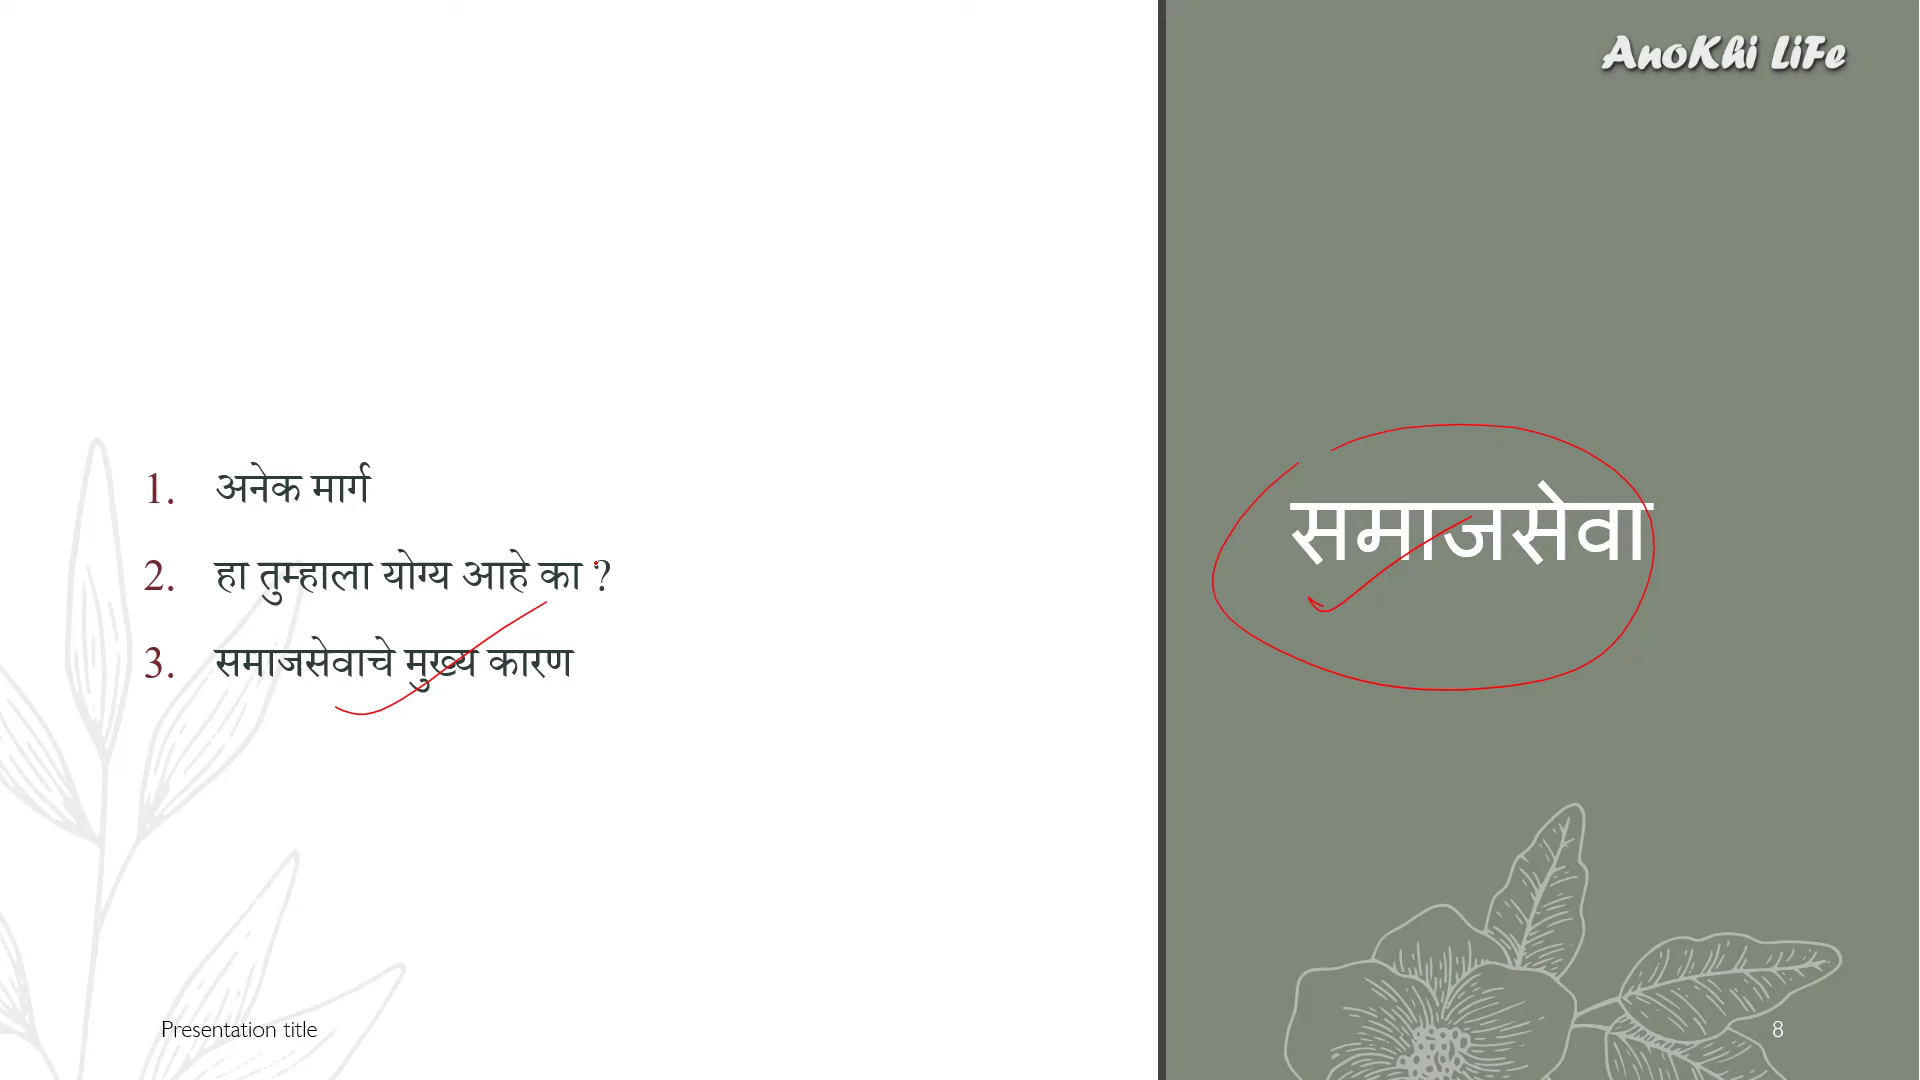 AnoKhi LiFe
1. अनेक मार्ग
2. हा तुम्हाला योग्य आहे का ?
3. समाजसेवाचे मुख्य कारण
समाजसेवा
Presentation title
8